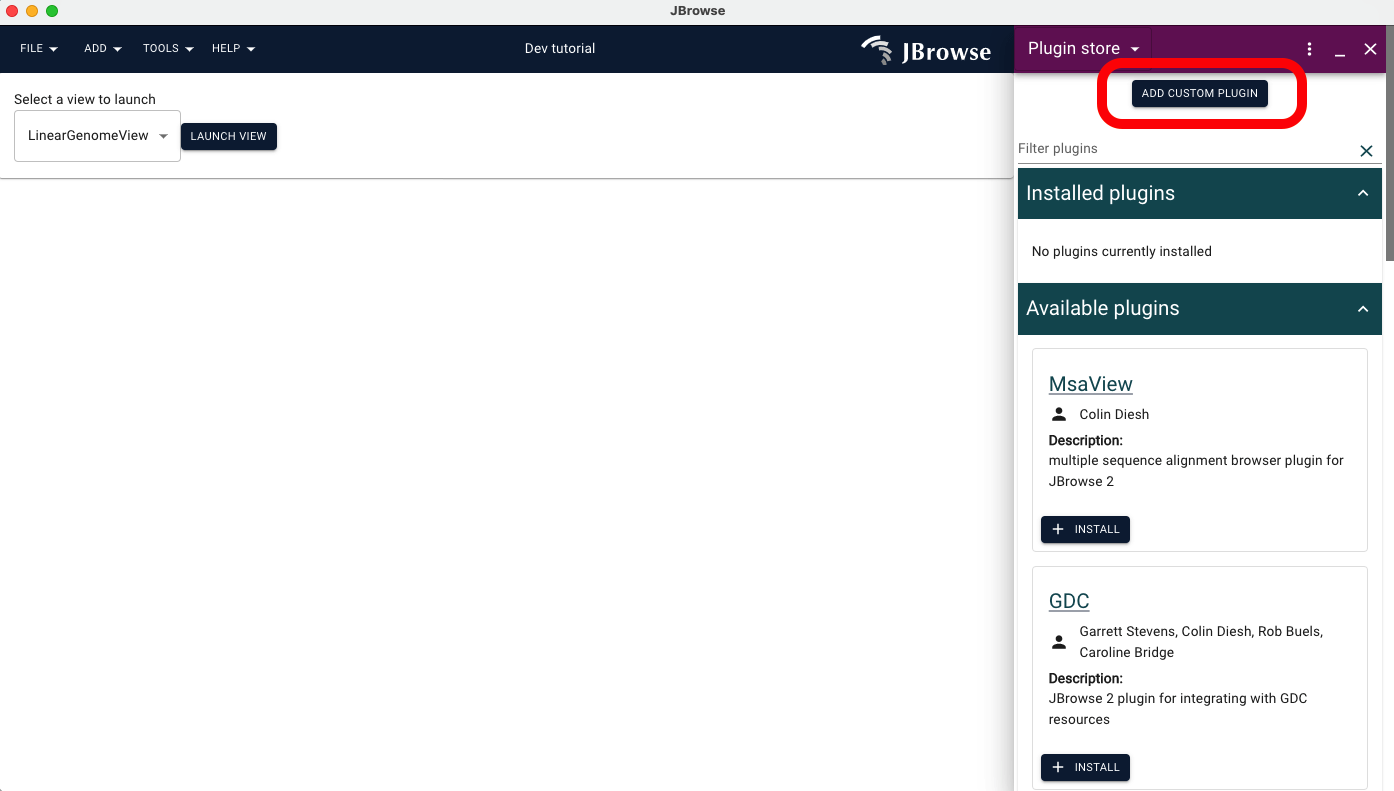 JBrowse
FILE ADD TOOLS HELP Dev tutorial JBrowse
Plugin store
ADD CUSTOM PLUGIN
Select a view to launch
LinearGenomeView LAUNCH VIEW
Filter plugins
Installed plugins
No plugins currently installed
Available plugins
MsaView
Colin Diesh
Description:
multiple sequence alignment browser plugin for
JBrowse 2
INSTALL
GDC
Garrett Stevens, Colin Diesh, Rob Buels,
Caroline Bridge
Description:
JBrowse 2 plugin for integrating with GDC
resources
INSTALL